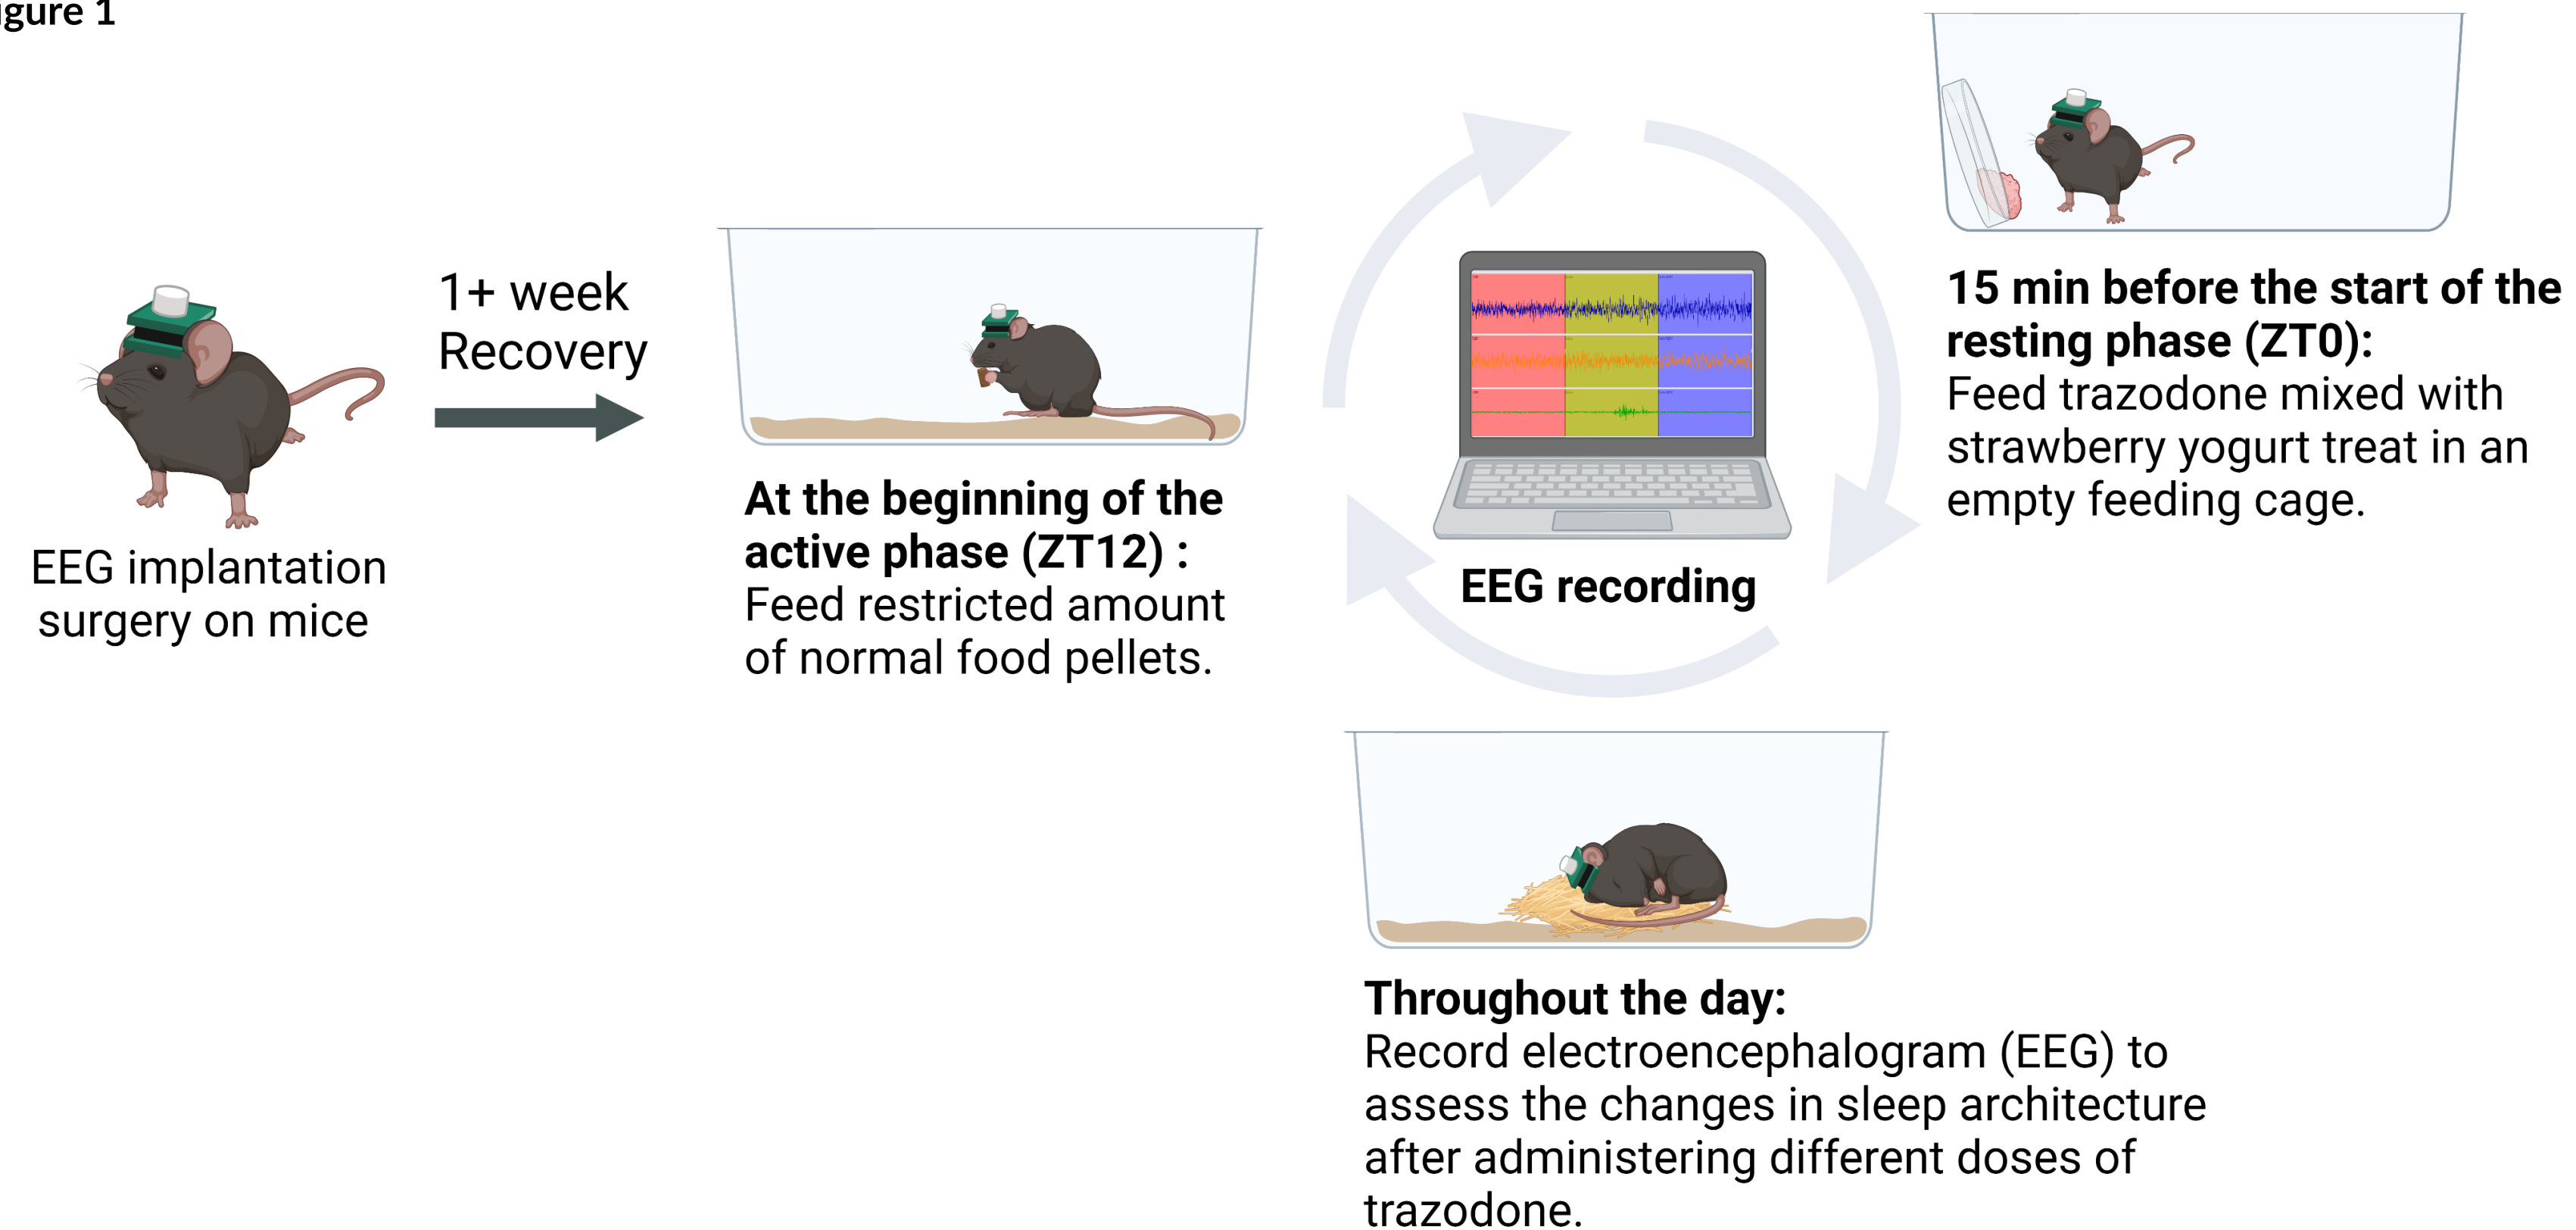 igure 1
EEG implantation
surgery on mice
1+ week
Recovery
At the beginning of the
active phase (ZT12) :
Feed restricted amount
of normal food pellets.
EEG recording
15 min before the start of the
resting phase (ZT0):
Feed trazodone mixed with
strawberry yogurt treat in an
empty feeding cage.
Throughout the day:
Record electroencephalogram (EEG) to
assess the changes in sleep architecture
after administering different doses of
trazodone.